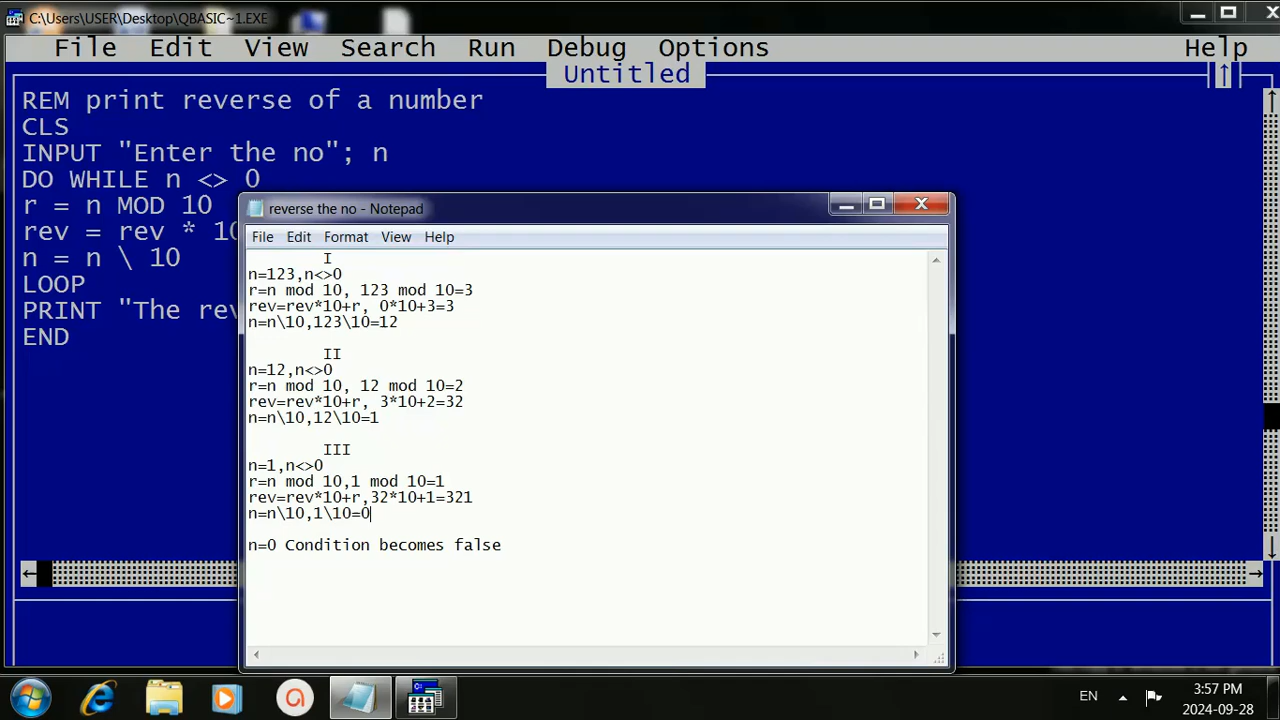 C:\Users\USER\Desktop\QBASIC~1.EXE
File Edit View Search Run Debug Options Help
Untitled
REM print reverse of a number
CLS
INPUT "Enter the no"; n
DO WHILE n <> 0
r = n MOD 10
rev = rev * 10
n = n \ 10
LOOP
PRINT "The rev
END
reverse the no - Notepad
File Edit Format View Help
I
n=123,n<>0
r=n mod 10, 123 mod 10=3
rev=rev*10+r, 0*10+3=3
n=n\10,123\10=12
II
n=12,n<>0
r=n mod 10, 12 mod 10=2
rev=rev*10+r, 3*10+2=32
n=n\10,12\10=1
III
n=1,n<>0
r=n mod 10,1 mod 10=1
rev=rev*10+r,32*10+1=321
n=n\10,1\10=0
n=0 Condition becomes false
EN
3:57 PM
2024-09-28